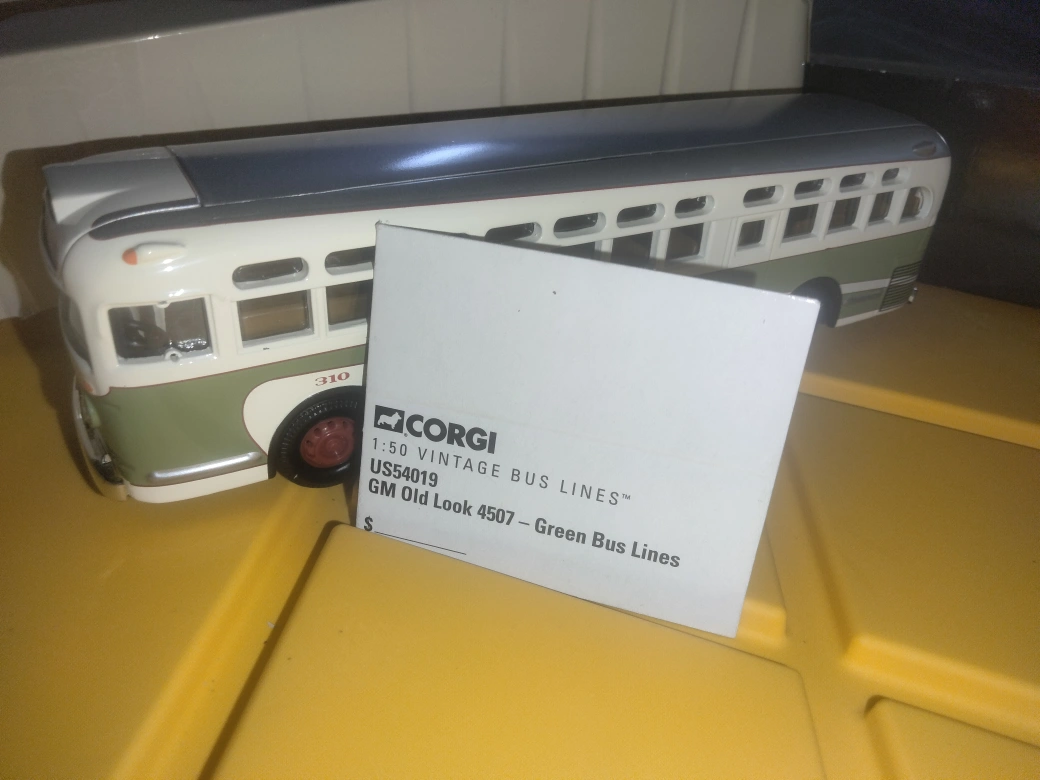 310
CORGI
1:50 VINTAGE BUS LINES™
US54019
GM Old Look 4507 – Green Bus Lines
$